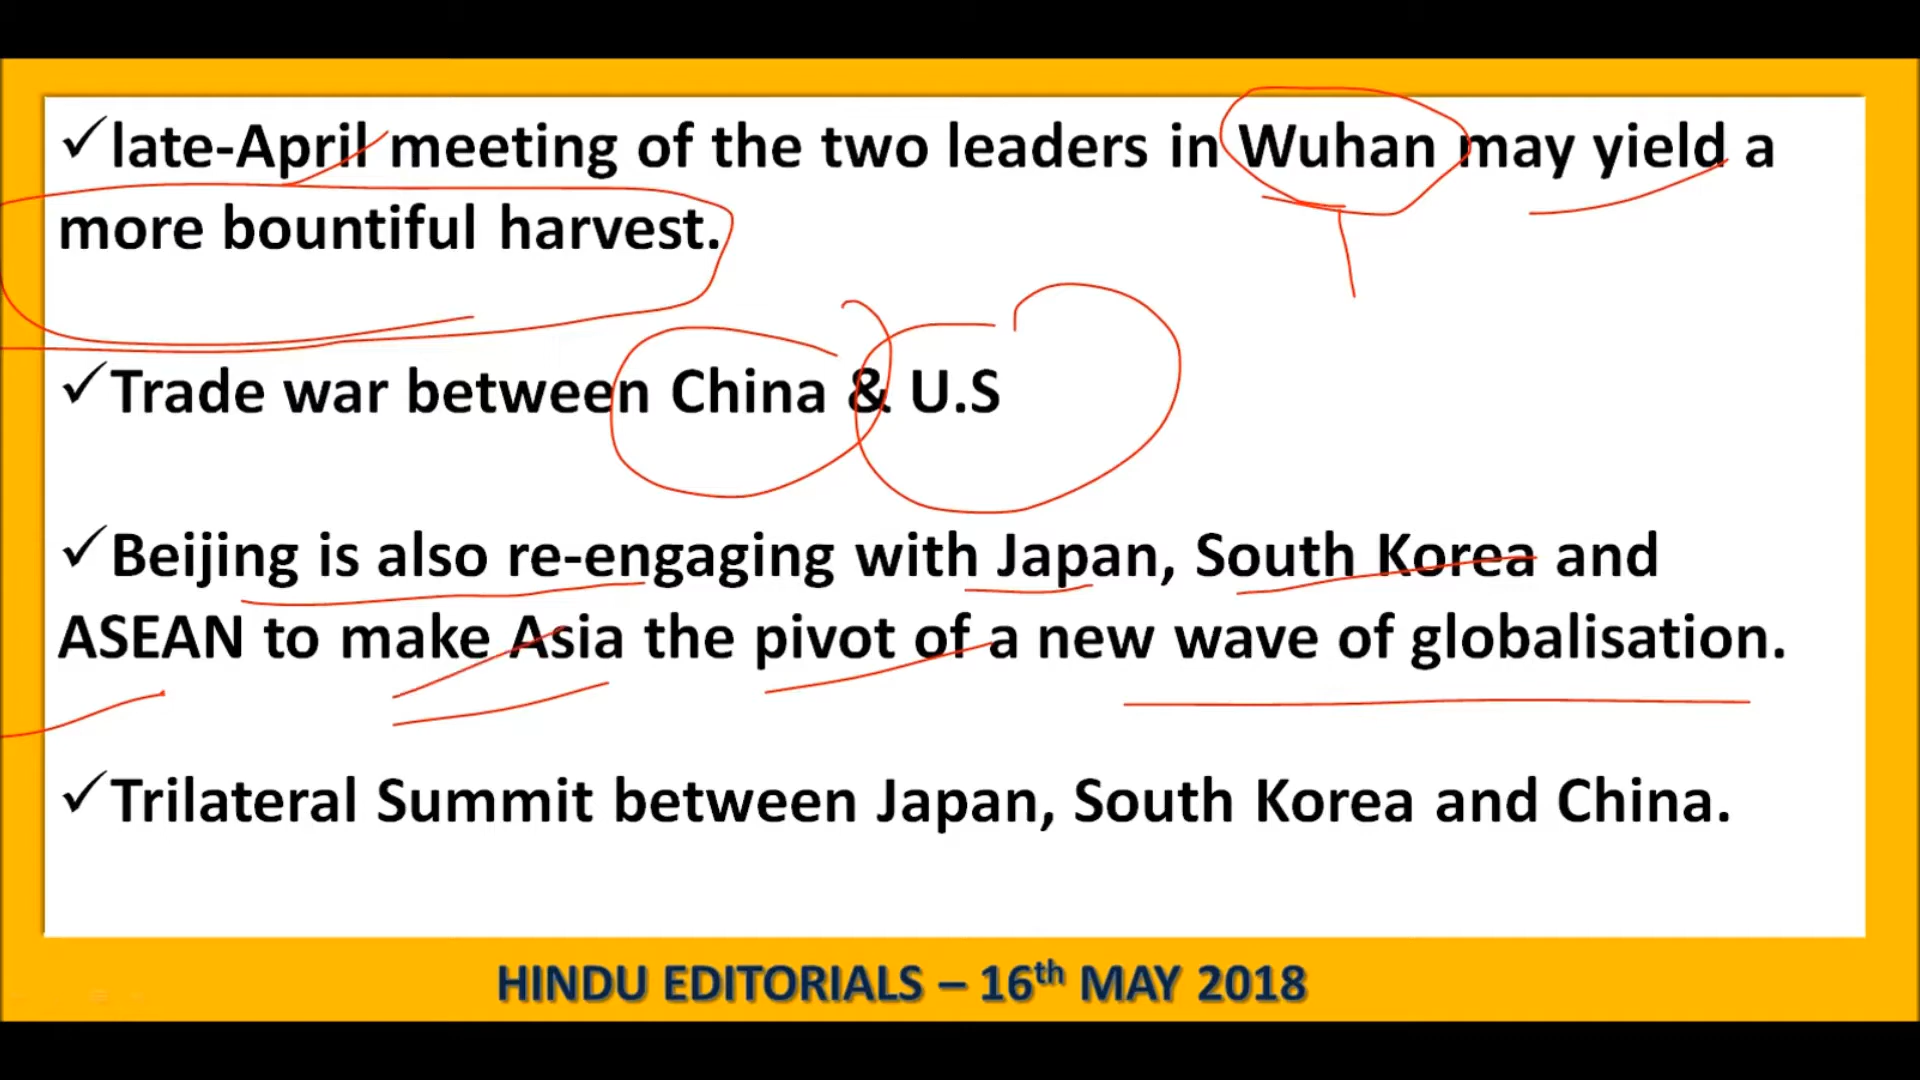 ✓late-April meeting of the two leaders in Wuhan may yield a
more bountiful harvest.
✓Trade war between China & U.S
✓Beijing is also re-engaging with Japan, South Korea and
ASEAN to make Asia the pivot of a new wave of globalisation.
✓Trilateral Summit between Japan, South Korea and China.
HINDU EDITORIALS – 16th MAY 2018